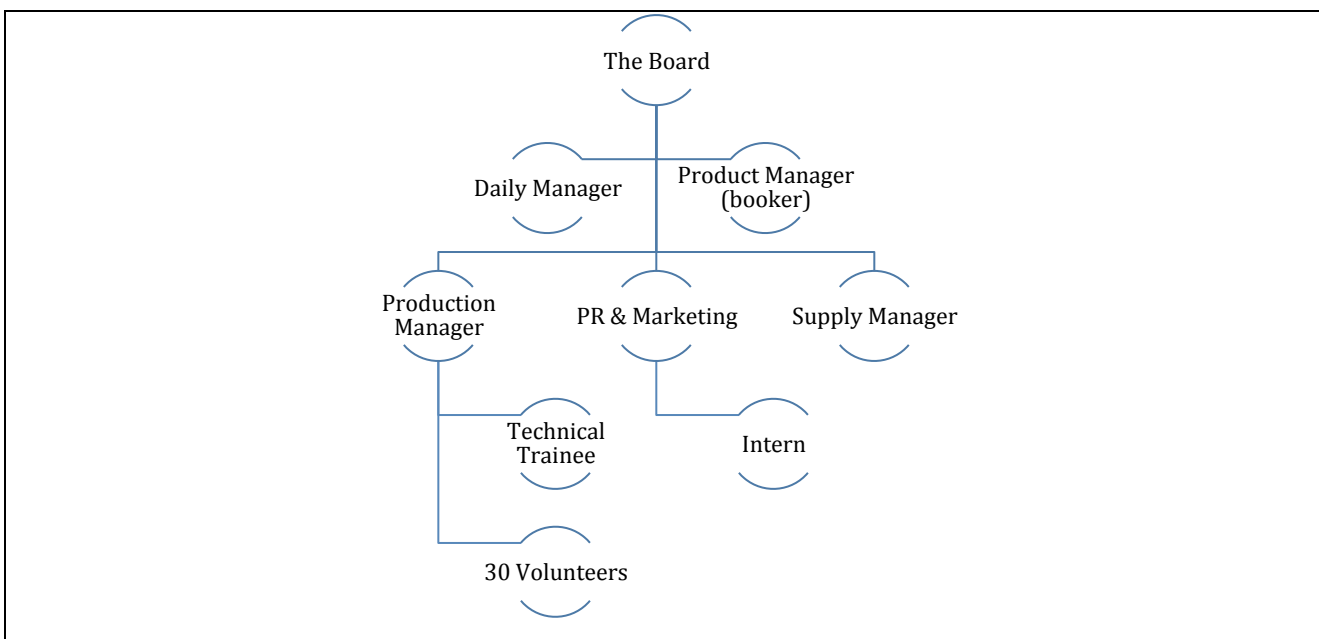 The Board
Daily Manager
Product Manager
(booker)
Production
Manager
PR & Marketing
Supply Manager
Technical
Trainee
Intern
30 Volunteers